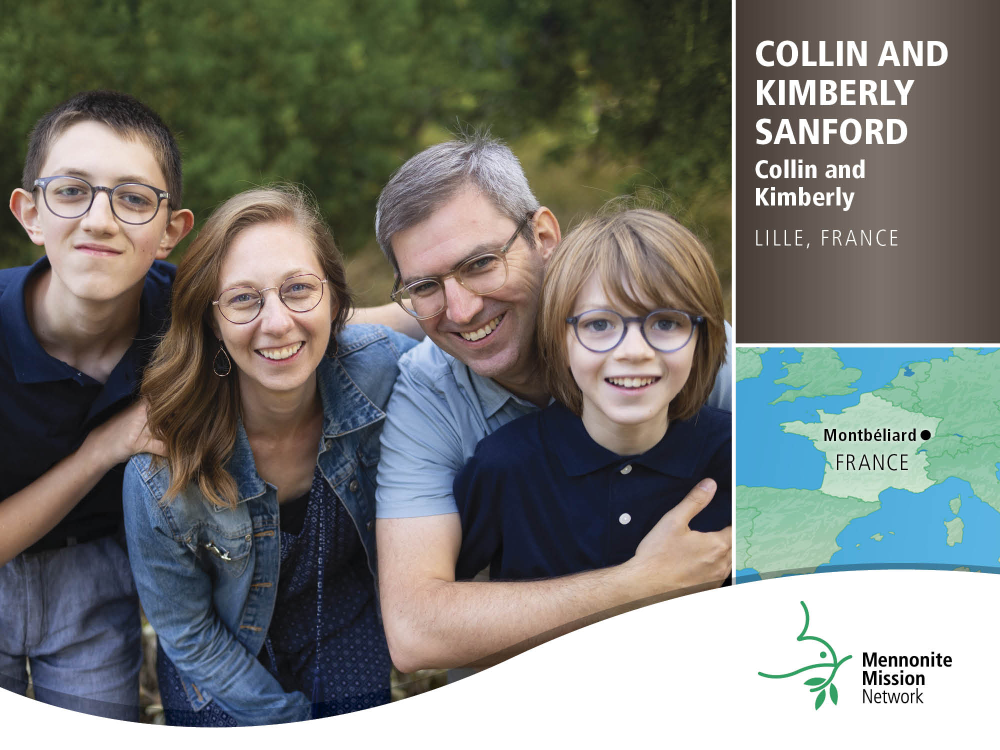 COLLIN AND
KIMBERLY
SANFORD
Collin and
Kimberly
LILLE, FRANCE
Montbéliard
FRANCE
Mennonite
Mission
Network